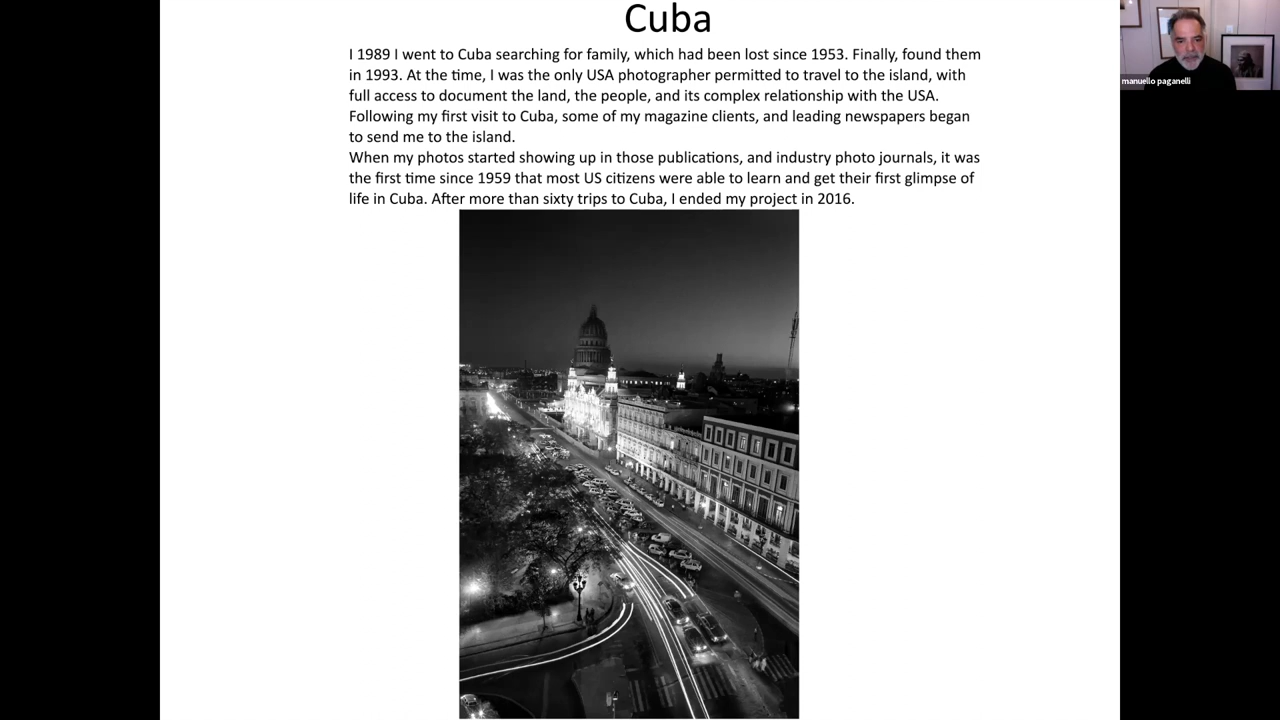 Cuba
I 1989 I went to Cuba searching for family, which had been lost since 1953. Finally, found them
in 1993. At the time, I was the only USA photographer permitted to travel to the island, with
full access to document the land, the people, and its complex relationship with the USA.
Following my first visit to Cuba, some of my magazine clients, and leading newspapers began
to send me to the island.
When my photos started showing up in those publications, and industry photo journals, it was
the first time since 1959 that most US citizens were able to learn and get their first glimpse of
life in Cuba. After more than sixty trips to Cuba, I ended my project in 2016.
manuello paganelli